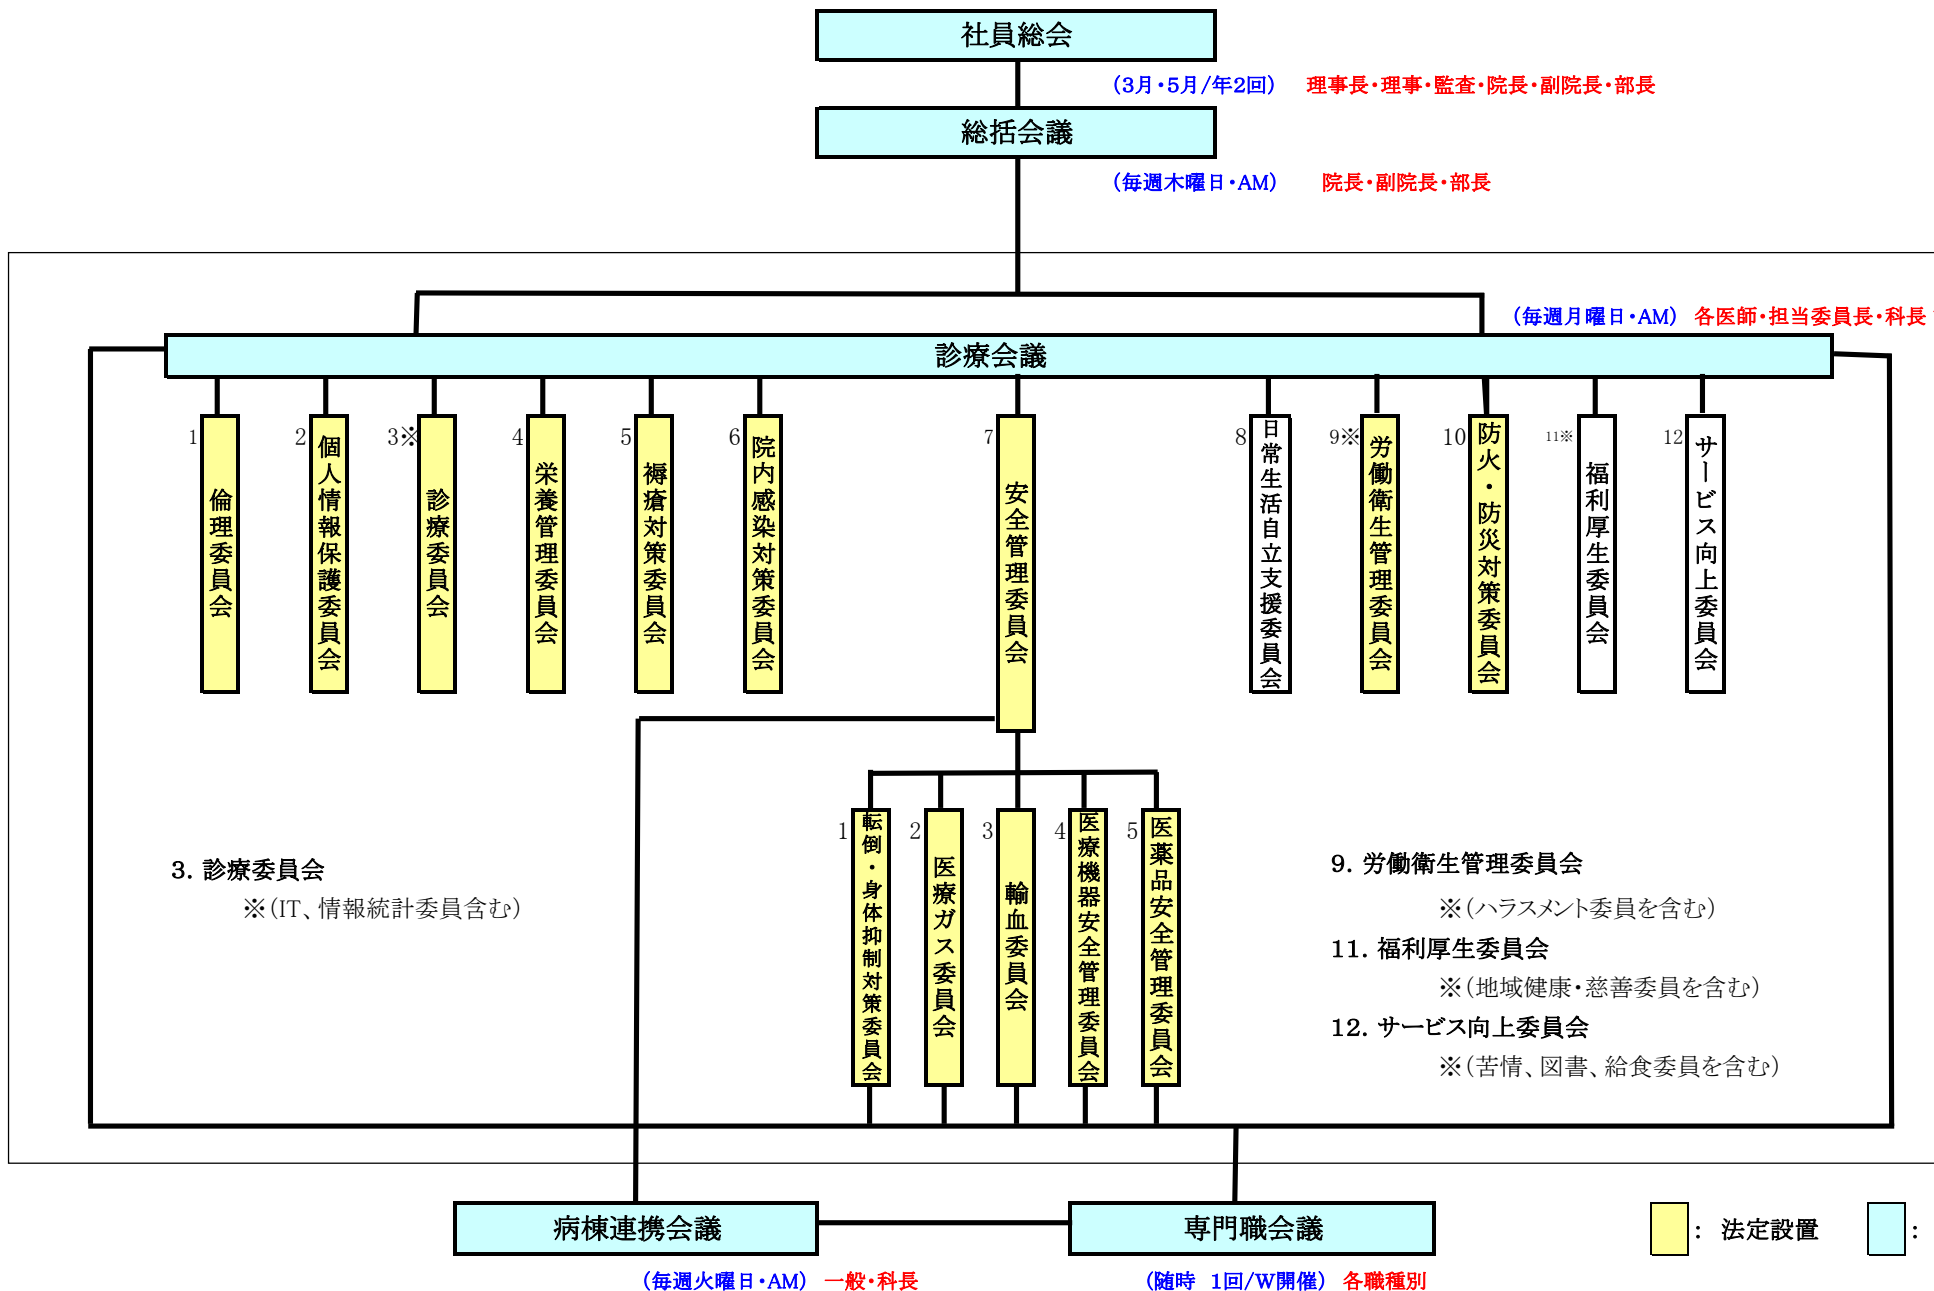 社員総会
(3月・5月/年2回) 理事長・理事・監査・院長・副院長・部長
総括会議
(毎週木曜日・AM) 院長・副院長・部長
(毎週月曜日・AM) 各医師・担当委員長・科長
診療会議
1 倫理委員会
2 個人情報保護委員会
3※ 診療委員会
4 栄養管理委員会
5 褥瘡対策委員会
6 院内感染対策委員会
7 安全管理委員会
8 日常生活自立支援委員会
9※ 労働衛生管理委員会
10 防火・防災対策委員会
11※ 福利厚生委員会
12 サービス向上委員会
1 転倒・身体抑制対策委員会
2 医療ガス委員会
3 輸血委員会
4 医療機器安全管理委員会
5 医薬品安全管理委員会
3. 診療委員会
※(IT、情報統計委員含む)
9. 労働衛生管理委員会
※(ハラスメント委員を含む)
11. 福利厚生委員会
※(地域健康・慈善委員を含む)
12. サービス向上委員会
※(苦情、図書、給食委員を含む)
病棟連携会議
専門職会議
: 法定設置
:
(毎週火曜日・AM) 一般・科長
(随時 1回/W開催) 各職種別